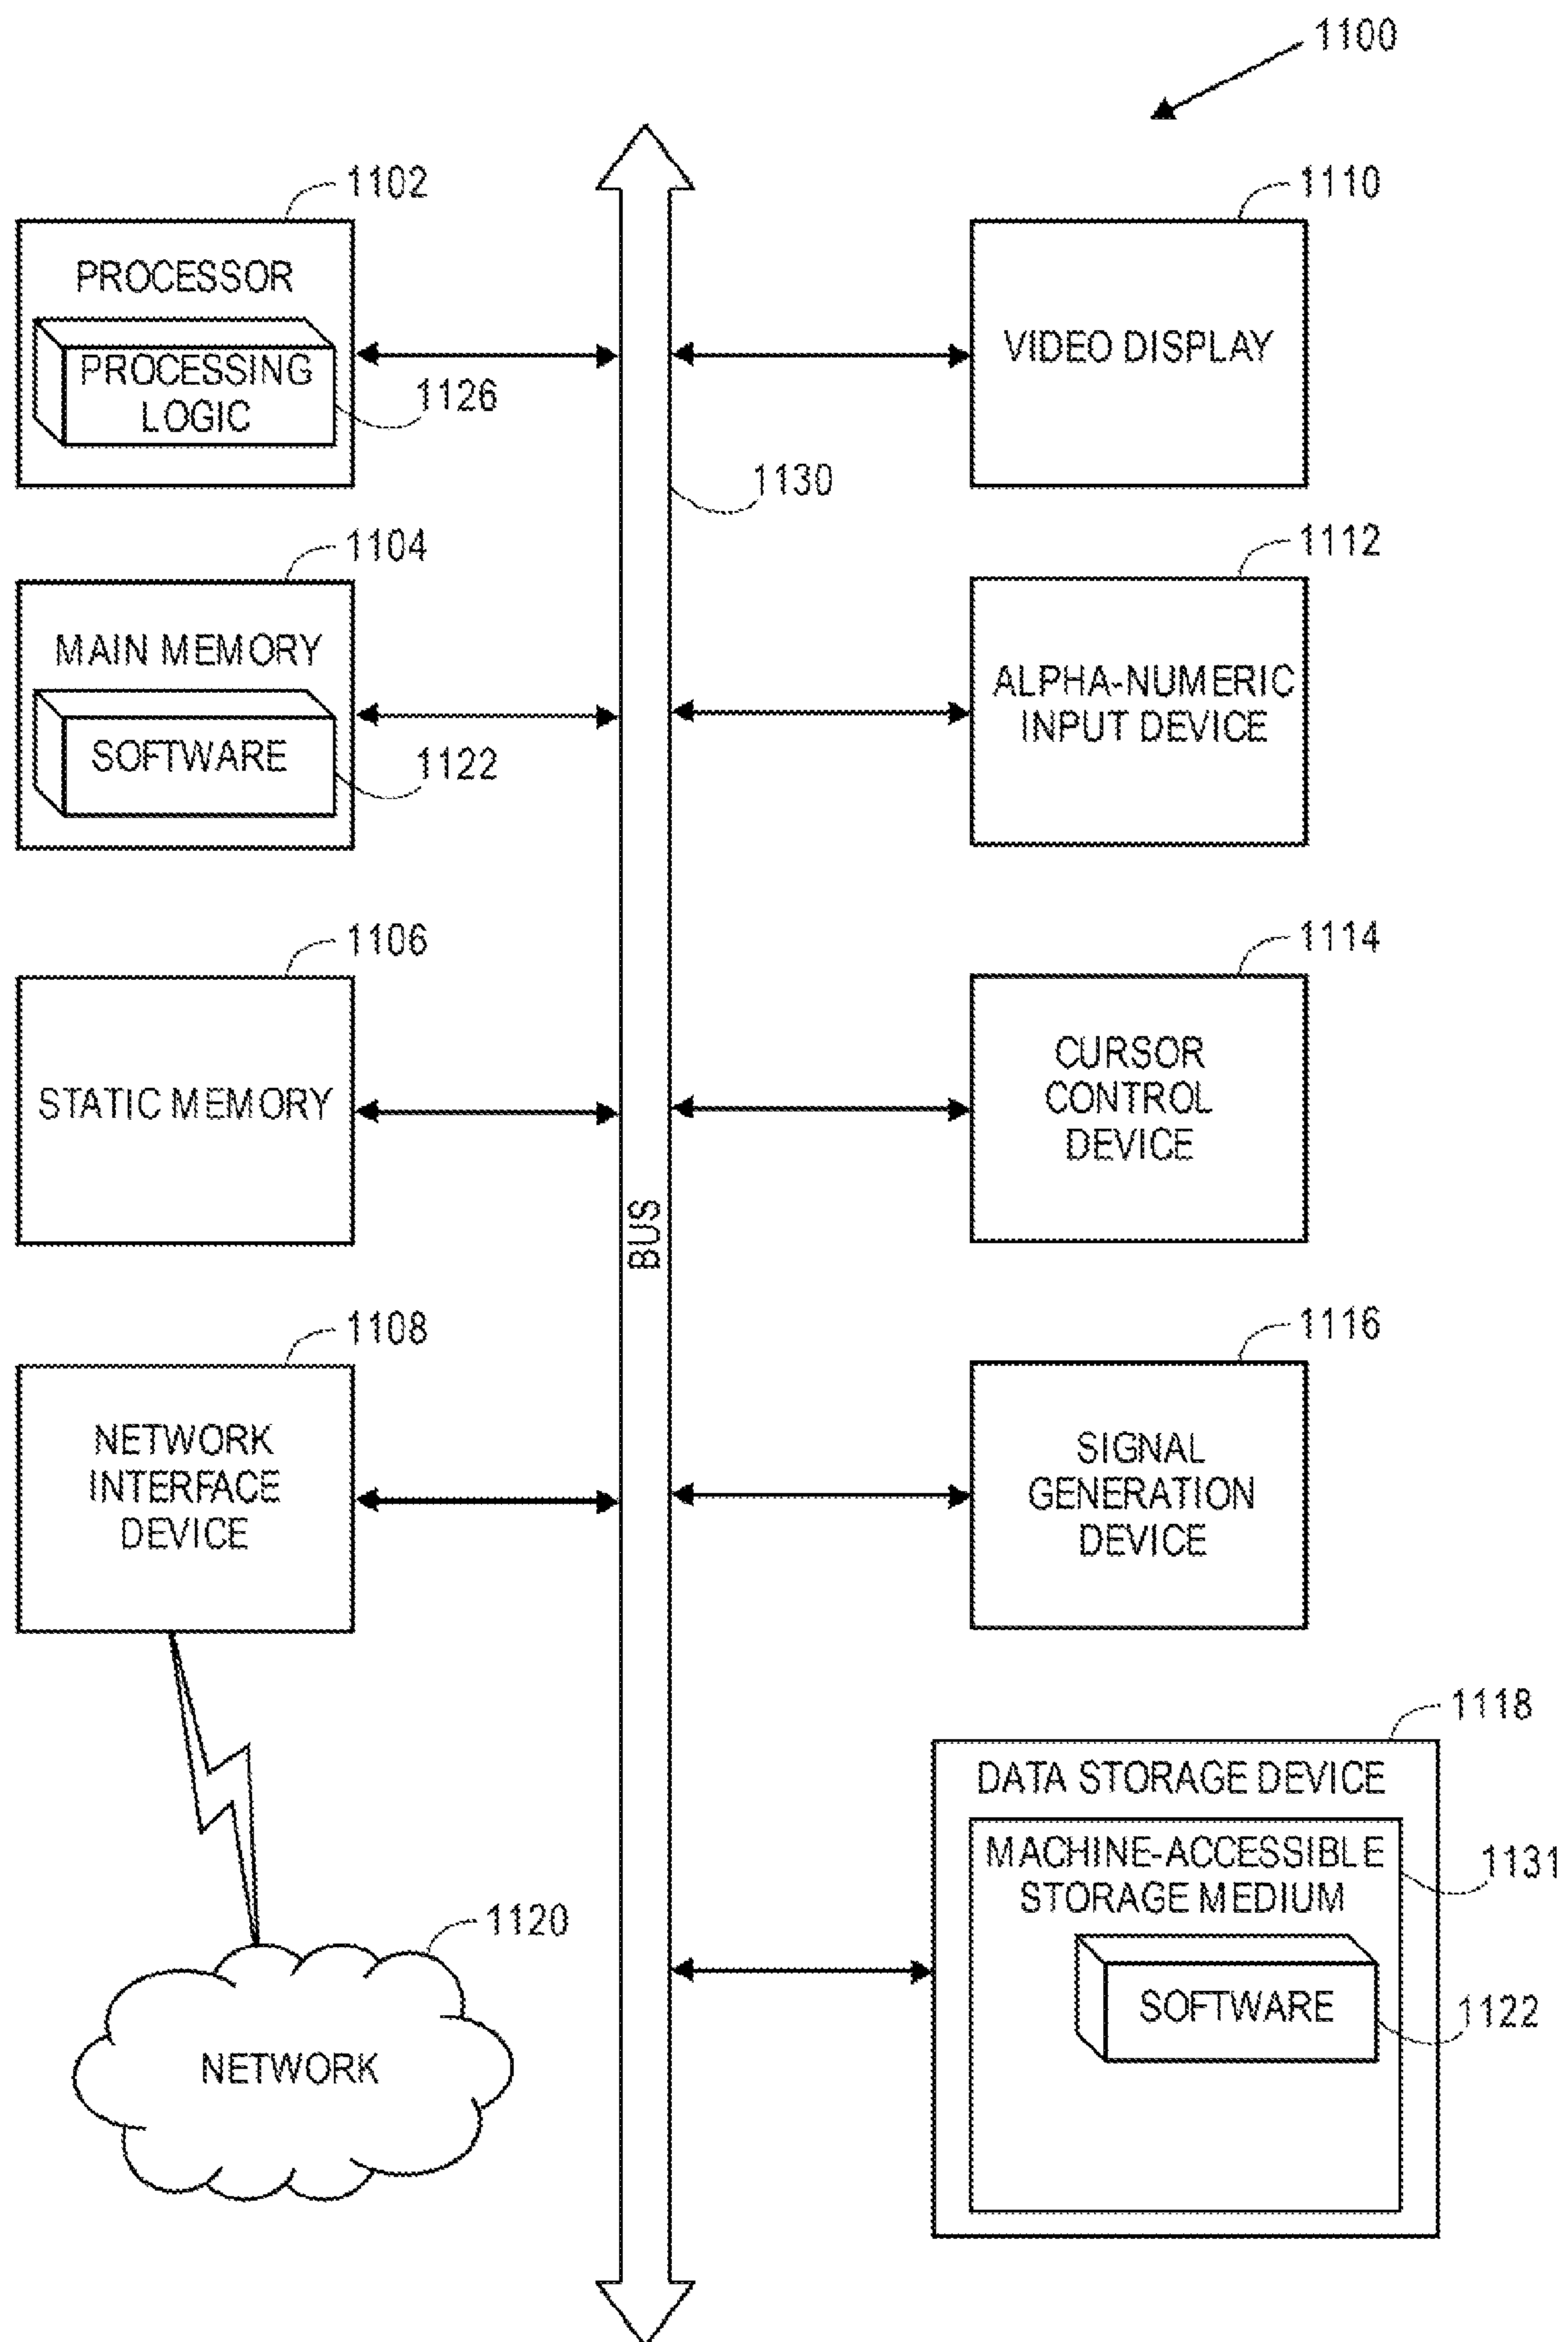 1100
1102
PROCESSOR
PROCESSING
LOGIC
1126
1130
1110
VIDEO DISPLAY
1104
MAIN MEMORY
SOFTWARE
1122
1112
ALPHA-NUMERIC
INPUT DEVICE
1106
STATIC MEMORY
1114
CURSOR
CONTROL
DEVICE
BUS
1108
NETWORK
INTERFACE
DEVICE
1116
SIGNAL
GENERATION
DEVICE
1118
DATA STORAGE DEVICE
MACHINE-ACCESSIBLE
STORAGE MEDIUM
1131
SOFTWARE
1122
1120
NETWORK